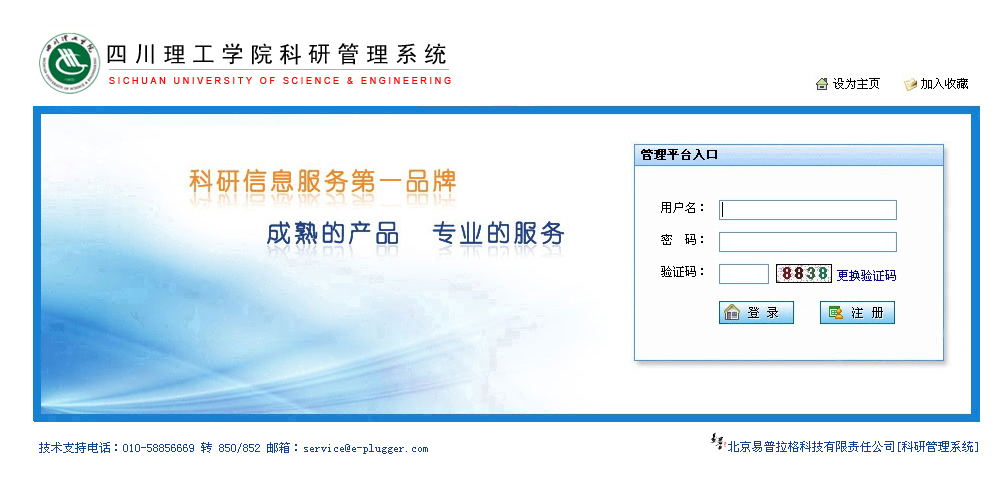 四川理工学院科研管理系统
SICHUAN UNIVERSITY OF SCIENCE & ENGINEERING
设为主页 加入收藏
管理平台入口
科研信息服务第一品牌
成熟的产品 专业的服务
用户名：
密 码：
验证码： 8838 更换验证码
登 录 注 册
技术支持电话：010-58856669 转 850/852 邮箱：service@e-plugger.com
北京易普拉格科技有限责任公司[科研管理系统]